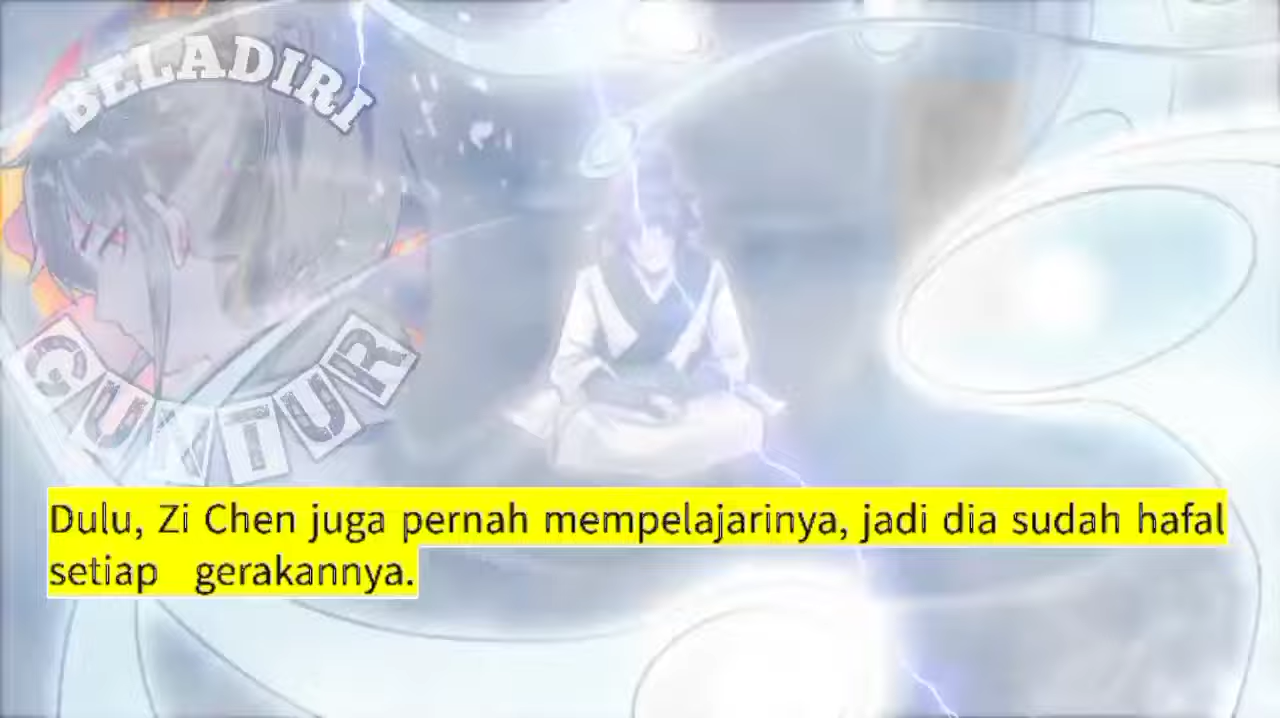 BELADIRI
GUNTUR
Dulu, Zi Chen juga pernah mempelajarinya, jadi dia sudah hafal
setiap gerakannya.